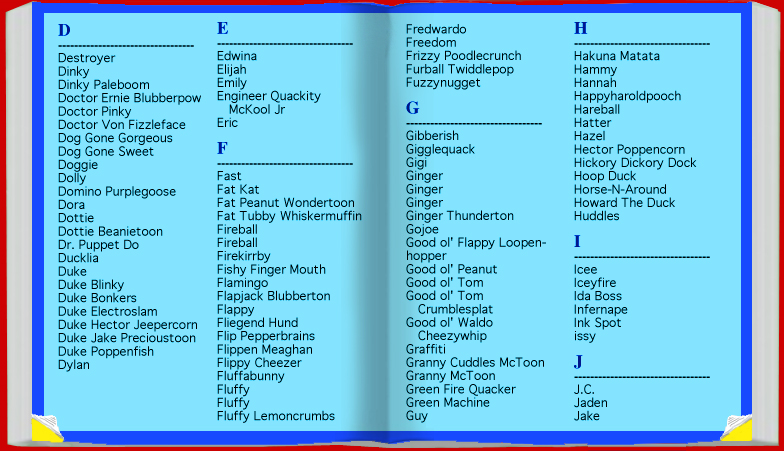 D
----------------------------------
Destroyer
Dinky
Dinky Paleboom
Doctor Ernie Blubberpow
Doctor Pinky
Doctor Von Fizzleface
Dog Gone Gorgeous
Dog Gone Sweet
Doggie
Dolly
Domino Purplegoose
Dora
Dottie
Dottie Beanietoon
Dr. Puppet Do
Ducklia
Duke
Duke Blinky
Duke Bonkers
Duke Electroslam
Duke Hector Jeepercorn
Duke Jake Precioustoon
Duke Poppenfish
Dylan
E
----------------------------------
Edwina
Elijah
Emily
Engineer Quackity
McKool Jr
Eric
F
----------------------------------
Fast
Fat Kat
Fat Peanut Wondertoon
Fat Tubby Whiskermuffin
Fireball
Fireball
Firekirrby
Fishy Finger Mouth
Flamingo
Flapjack Blubberton
Flappy
Fliegend Hund
Flip Pepperbrains
Flippen Meaghan
Flippy Cheezer
Fluffabunny
Fluffy
Fluffy
Fluffy Lemoncrumbs
Fredwardo
Freedom
Frizzy Poodlecrunch
Furball Twiddlepop
Fuzzynugget
G
----------------------------------
Gibberish
Gigglequack
Gigi
Ginger
Ginger
Ginger
Ginger Thunderton
Gojoe
Good ol' Flappy Loopen-
hopper
Good ol' Peanut
Good ol' Tom
Good ol' Tom
Crumblesplat
Good ol' Waldo
Cheezywhip
Graffiti
Granny Cuddles McToon
Granny McToon
Green Fire Quacker
Green Machine
Guy
H
----------------------------------
Hakuna Matata
Hammy
Hannah
Happyharoldpooch
Hareball
Hatter
Hazel
Hector Poppencorn
Hickory Dickory Dock
Hoop Duck
Horse-N-Around
Howard The Duck
Huddles
I
----------------------------------
Icee
Iceyfire
Ida Boss
Infernape
Ink Spot
issy
J
----------------------------------
J.C.
Jaden
Jake